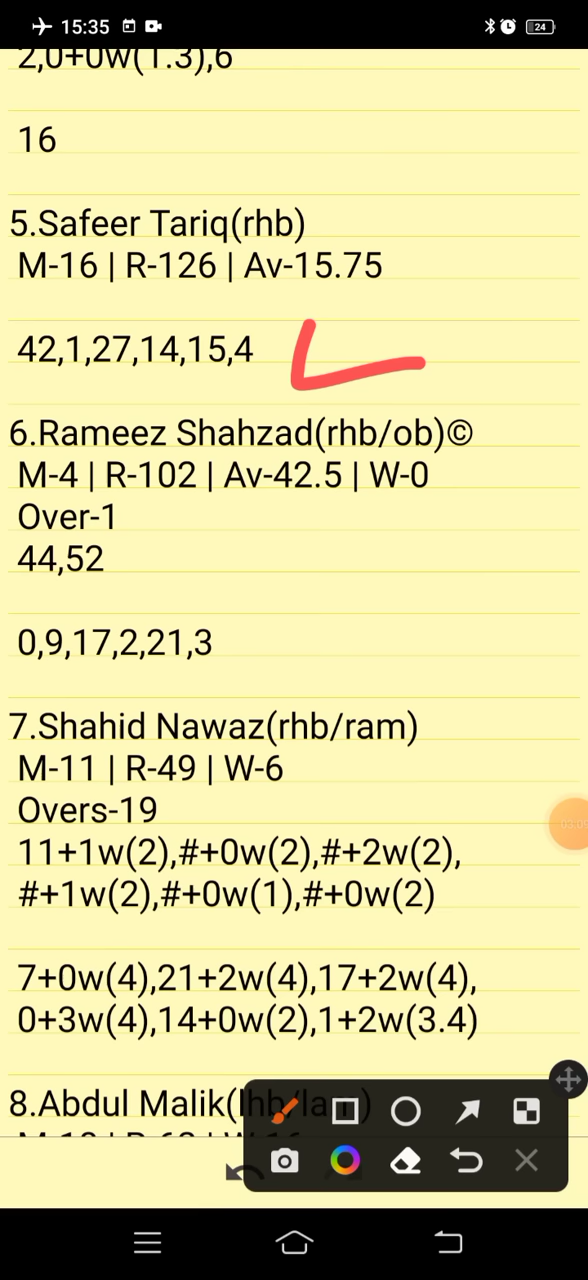 15:35
24
2,0+0w(1.3),6
16
5.Safeer Tariq(rhb)
M-16 | R-126 | Av-15.75
42,1,27,14,15,4
6.Rameez Shahzad(rhb/ob)©
M-4 | R-102 | Av-42.5 | W-0
Over-1
44,52
0,9,17,2,21,3
7.Shahid Nawaz(rhb/ram)
M-11 | R-49 | W-6
Overs-19
11+1w(2),#+0w(2),#+2w(2),
#+1w(2),#+0w(1),#+0w(2)
7+0w(4),21+2w(4),17+2w(4),
0+3w(4),14+0w(2),1+2w(3.4)
8.Abdul Malik(lhb/lam)